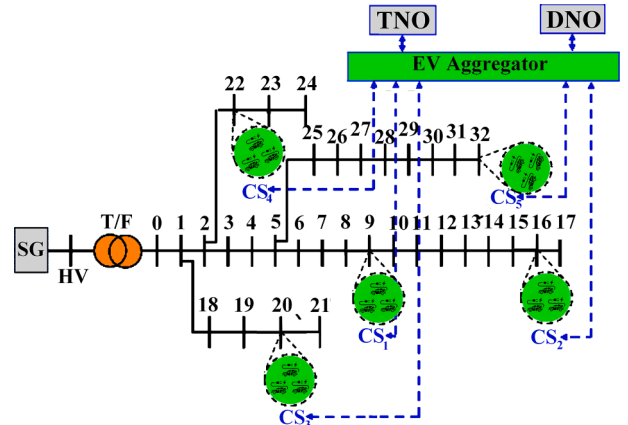 TNO
DNO
EV Aggregator
22 23 24
25 26 27 28 29 30 31 32
CS4
CS5
T/F
SG
HV
0 1 2 3 4 5 6 7 8 9 10 11 12 13 14 15 16 17
18 19 20 21
CS1
CS2
CS3